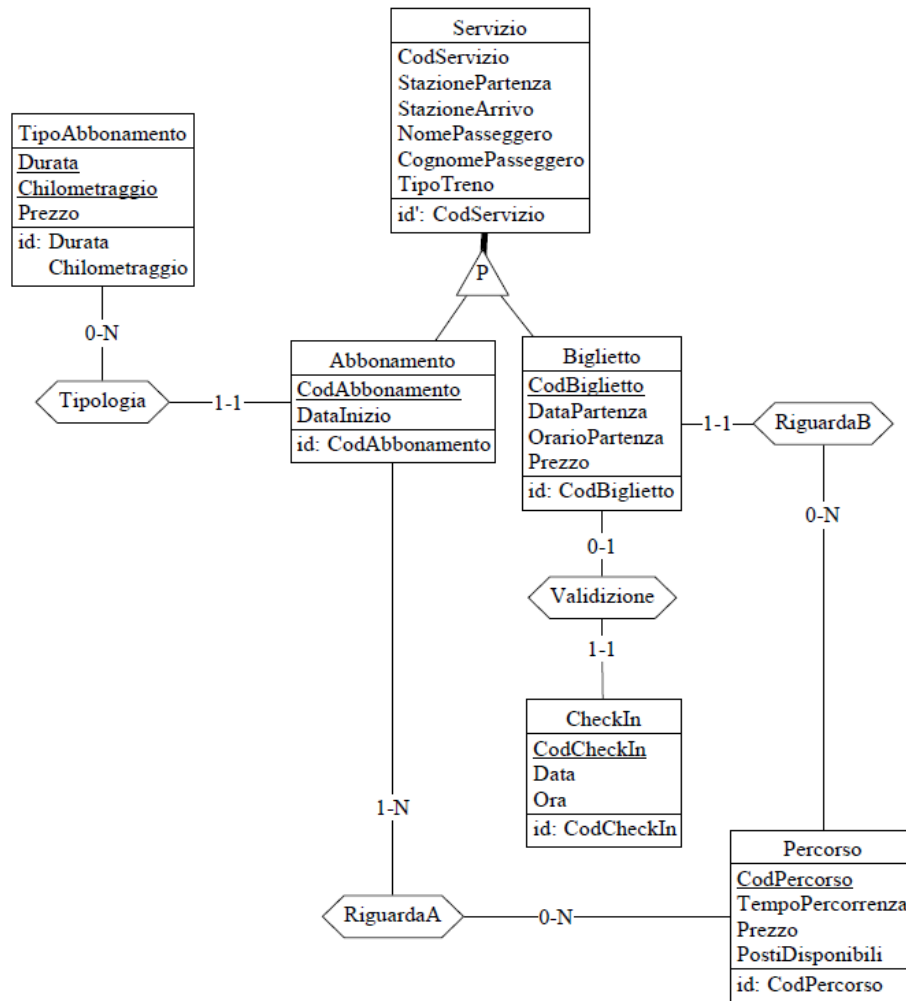 Servizio
CodServizio
StazionePartenza
StazioneArrivo
NomePasseggero
CognomePasseggero
TipoTreno
id': CodServizio
TipoAbbonamento
Durata
Chilometraggio
Prezzo
id: Durata
Chilometraggio
P
0-N
Tipologia
1-1
Abbonamento
CodAbbonamento
DataInizio
id: CodAbbonamento
Biglietto
CodBiglietto
DataPartenza
OrarioPartenza
Prezzo
id: CodBiglietto
1-1
RiguardaB
0-N
0-1
Validizione
1-1
CheckIn
CodCheckIn
Data
Ora
id: CodCheckIn
1-N
RiguardaA
0-N
Percorso
CodPercorso
TempoPercorrenza
Prezzo
PostiDisponibili
id: CodPercorso